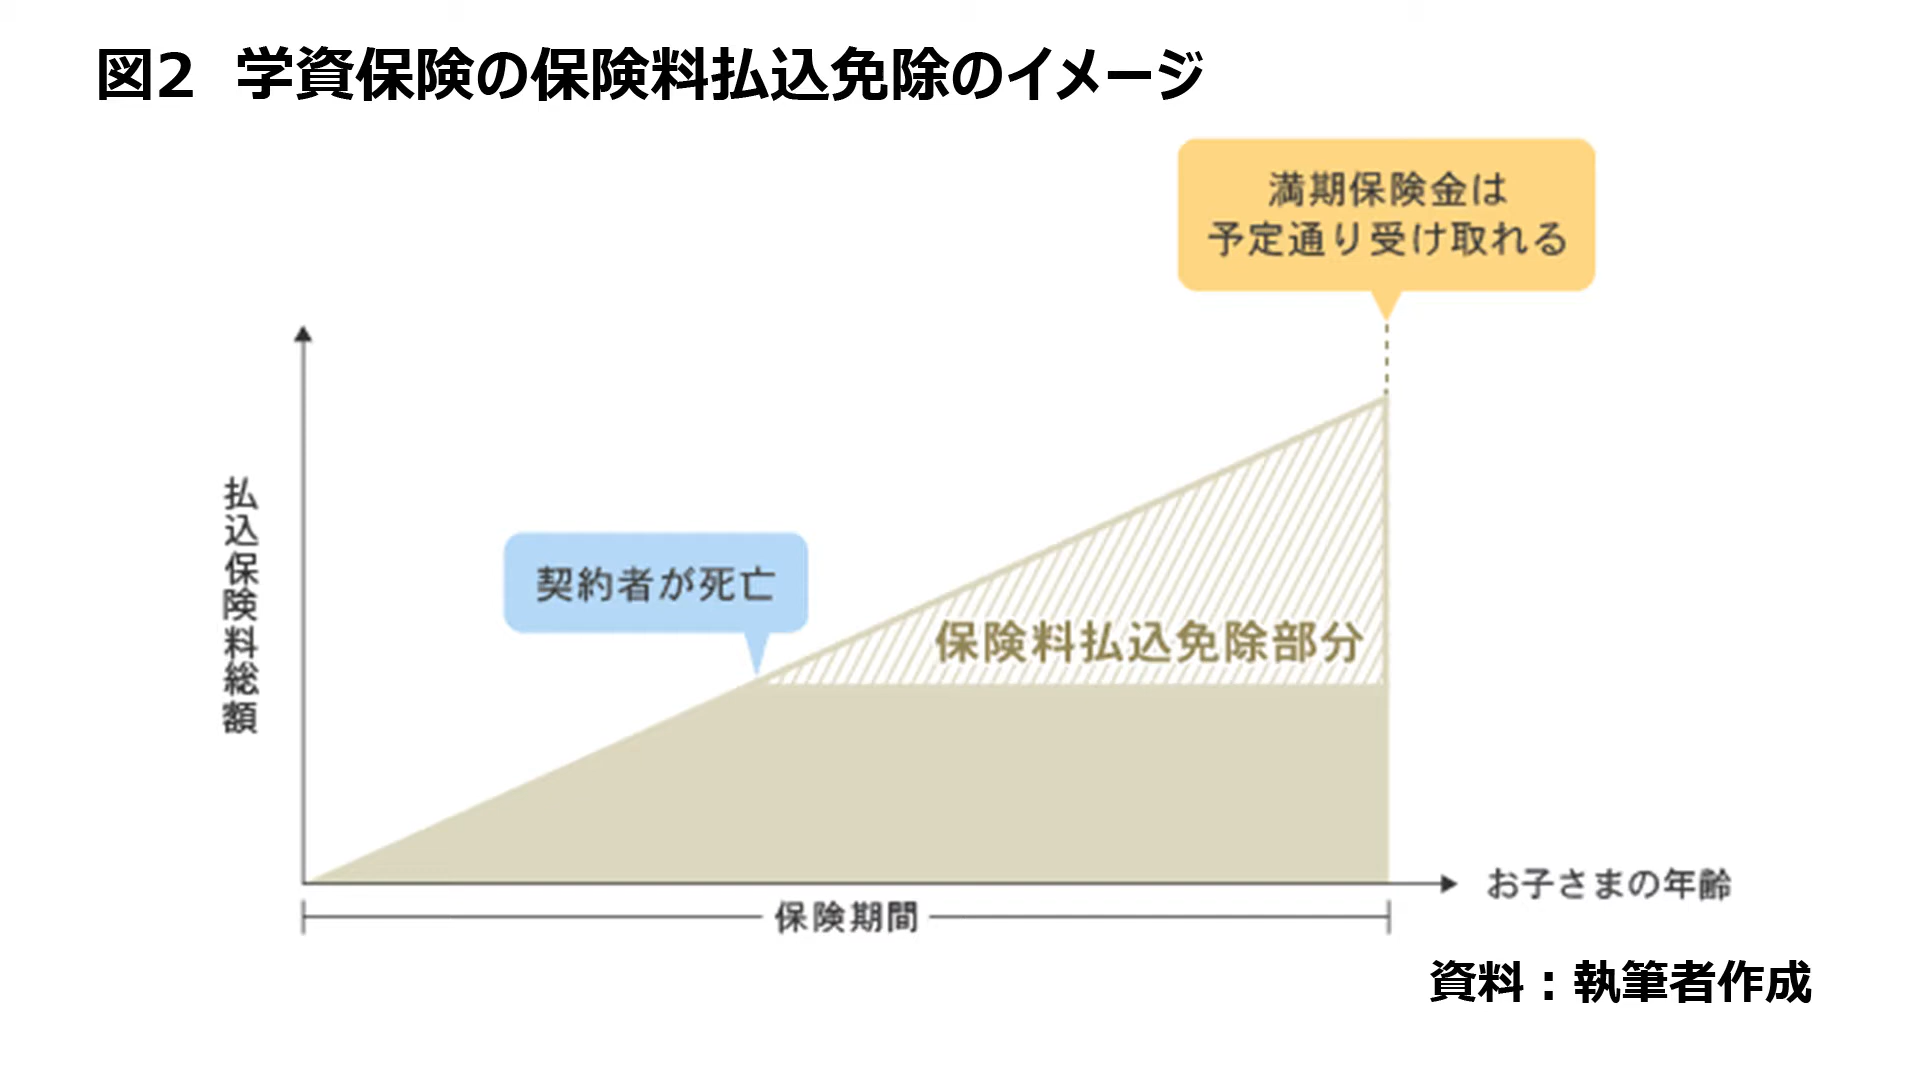 図2 学資保険の保険料払込免除のイメージ
満期保険金は
予定通り受け取れる
契約者が死亡
保険料払込免除部分
払込保険料総額
お子さまの年齢
保険期間
資料：執筆者作成